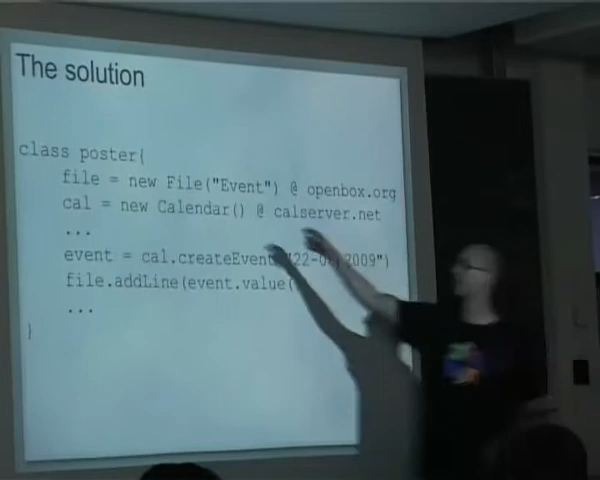 The solution
class poster{
file = new File("Event") @ openbox.org
cal = new Calendar() @ calserver.net
...
event = cal.createEvent 2009")
file.addLine(event.value(
...
}